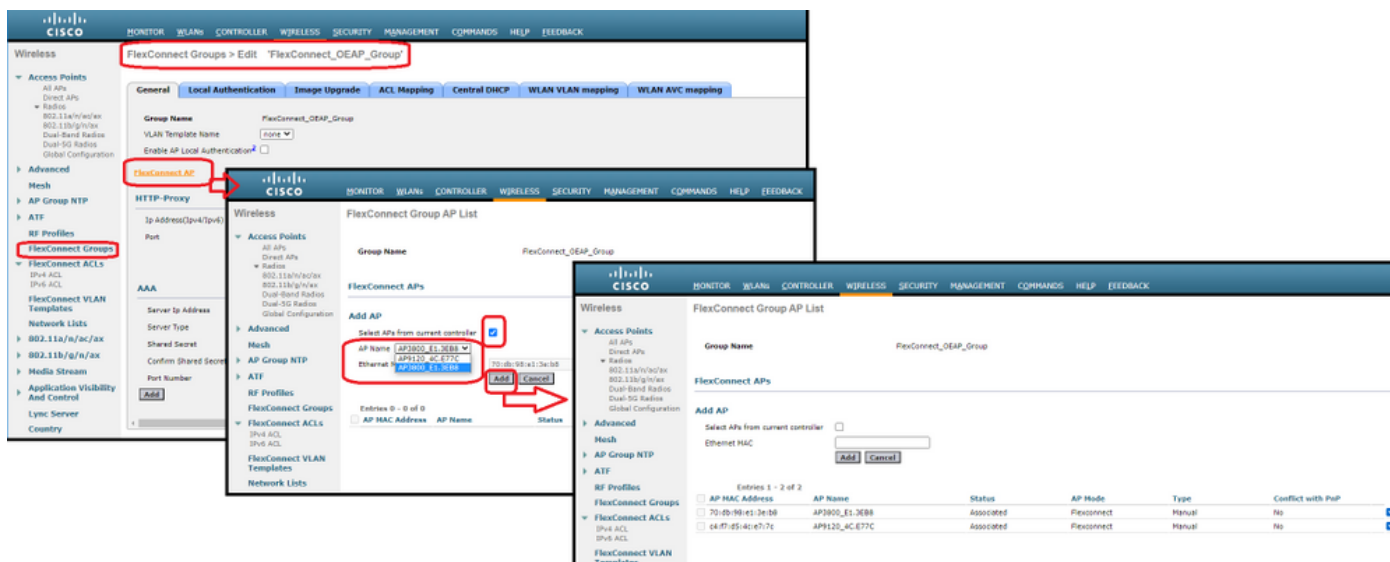 CISCO
MONITOR WLANs CONTROLLER WIRELESS SECURITY MANAGEMENT COMMANDS HELP FEEDBACK
Wireless
Access Points
All APs
Direct APs
Radios
802.11a/n/ac/ax
802.11b/g/n/ax
Dual-Band Radios
Dual-5G Radios
Global Configuration
Advanced
Mesh
AP Group NTP
ATF
RF Profiles
FlexConnect Groups
FlexConnect ACLs
IPv4 ACL
IPv6 ACL
FlexConnect VLAN
Templates
Network Lists
802.11a/n/ac/ax
802.11b/g/n/ax
Media Stream
Application Visibility
And Control
Lync Server
Country
FlexConnect Groups > Edit 'FlexConnect_OEAP_Group'
General Local Authentication Image Upgrade ACL Mapping Central DHCP WLAN VLAN mapping WLAN AVC mapping
Group Name FlexConnect_OEAP_Group
VLAN Template Name none
Enable AP Local Authentication2
FlexConnect AP
HTTP-Proxy
Ip Address(Ipv4/Ipv6)
Port
AAA
Server Ip Address
Server Type
Shared Secret
Confirm Shared Secret
Port Number
Add
CISCO
MONITOR WLANs CONTROLLER WIRELESS SECURITY MANAGEMENT COMMANDS HELP FEEDBACK
Wireless
Access Points
All APs
Direct APs
Radios
802.11a/n/ac/ax
802.11b/g/n/ax
Dual-Band Radios
Dual-5G Radios
Global Configuration
Advanced
Mesh
AP Group NTP
ATF
RF Profiles
FlexConnect Groups
FlexConnect ACLs
IPv4 ACL
IPv6 ACL
FlexConnect VLAN
Templates
Network Lists
FlexConnect Group AP List
Group Name FlexConnect_OEAP_Group
FlexConnect APs
Add AP
Select APs from current controller
AP Name AP3800_E1.3EB8
AP9120_4C.E77C
AP3800_E1.3EB8
Ethernet 70:db:98:e1:3e:b8
Add Cancel
Entries 0 - 0 of 0
AP MAC Address AP Name Status
CISCO
MONITOR WLANs CONTROLLER WIRELESS SECURITY MANAGEMENT COMMANDS HELP FEEDBACK
Wireless
Access Points
All APs
Direct APs
Radios
802.11a/n/ac/ax
802.11b/g/n/ax
Dual-Band Radios
Dual-5G Radios
Global Configuration
Advanced
Mesh
AP Group NTP
ATF
RF Profiles
FlexConnect Groups
FlexConnect ACLs
IPv4 ACL
IPv6 ACL
FlexConnect VLAN
Templates
FlexConnect Group AP List
Group Name FlexConnect_OEAP_Group
FlexConnect APs
Add AP
Select APs from current controller
Ethernet MAC
Add Cancel
Entries 1 - 2 of 2
AP MAC Address AP Name Status AP Mode Type Conflict with PnP
70:db:98:e1:3e:b8 AP3800_E1.3EB8 Associated Flexconnect Manual No
c4:f7:d5:4c:e7:7c AP9120_4C.E77C Associated Flexconnect Manual No